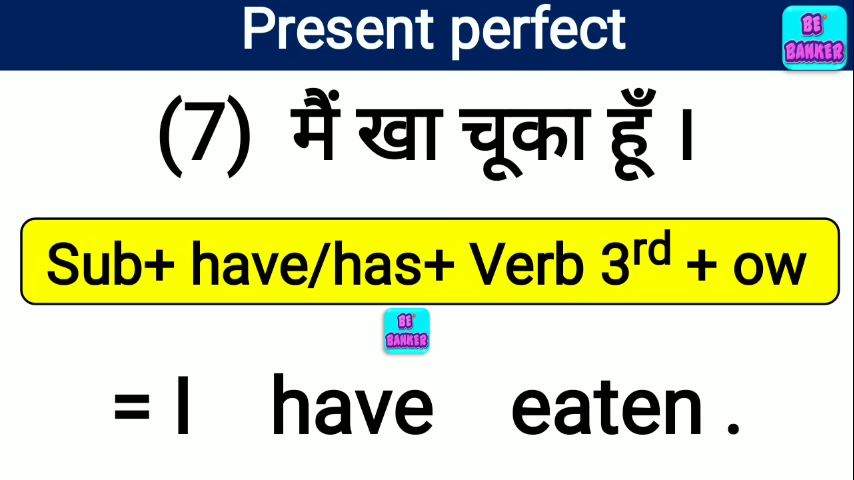 Present perfect
BE
BANKER
(7) मैं खा चूका हूँ ।
Sub+ have/has+ Verb 3rd + ow
BE
BANKER
= I have eaten .